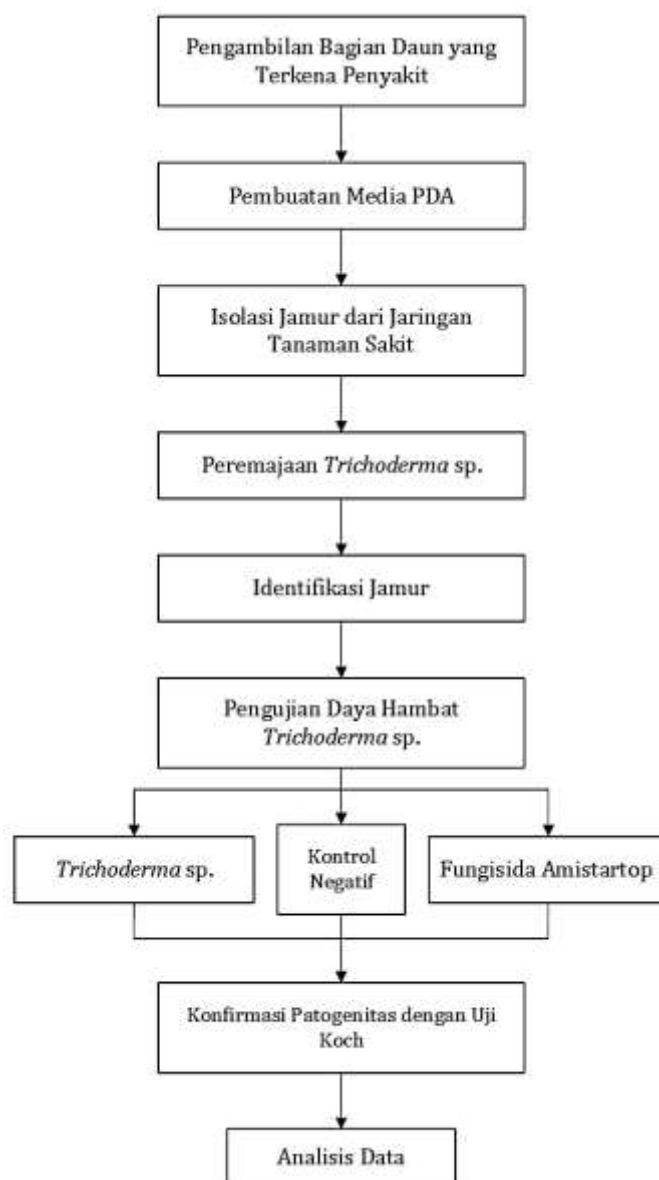 Pengambilan Bagian Daun yang
Terkena Penyakit
Pembuatan Media PDA
Isolasi Jamur dari Jaringan
Tanaman Sakit
Peremajaan Trichoderma sp.
Identifikasi Jamur
Pengujian Daya Hambat
Trichoderma sp.
Trichoderma sp.
Kontrol
Negatif
Fungisida Amistartop
Konfirmasi Patogenitas dengan Uji
Koch
Analisis Data